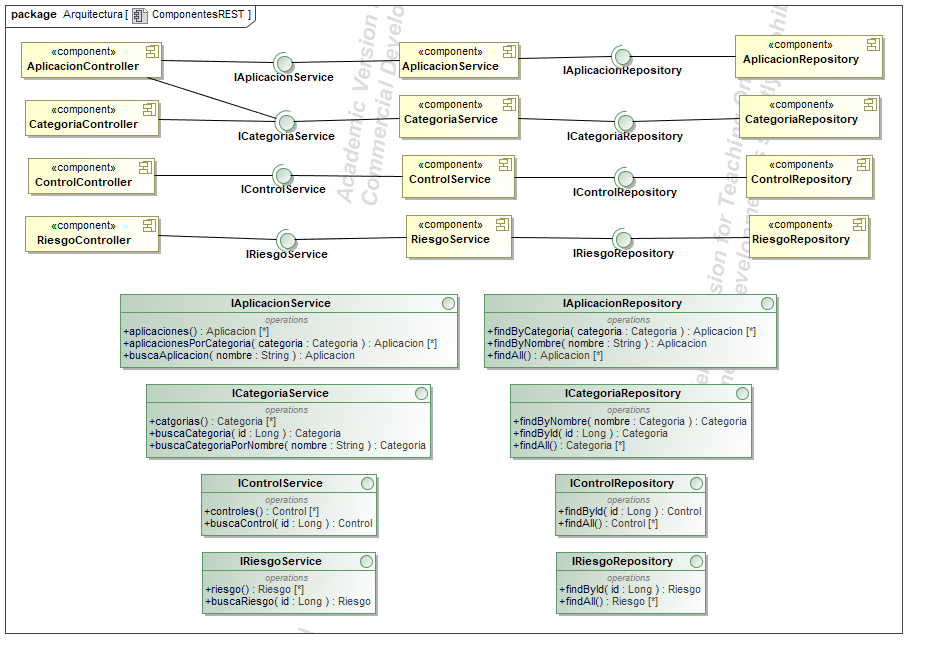 package Arquitectura [ ComponentesREST ]
«component»
AplicacionController
IAplicacionService
«component»
AplicacionService
IAplicacionRepository
«component»
AplicacionRepository
«component»
CategoriaController
ICategoriaService
«component»
CategoriaService
ICategoriaRepository
«component»
CategoriaRepository
«component»
ControlController
IControlService
«component»
ControlService
IControlRepository
«component»
ControlRepository
«component»
RiesgoController
IRiesgoService
«component»
RiesgoService
IRiesgoRepository
«component»
RiesgoRepository
IAplicacionService
operations
+aplicaciones() : Aplicacion [*]
+aplicacionesPorCategoria( categoria : Categoria ) : Aplicacion [*]
+buscaAplicacion( nombre : String ) : Aplicacion
IAplicacionRepository
operations
+findByCategoria( categoria : Categoria ) : Aplicacion [*]
+findByNombre( nombre : String ) : Aplicacion
+findAll() : Aplicacion [*]
ICategoriaService
operations
+catgorias() : Categoria [*]
+buscaCategoria( id : Long ) : Categoria
+buscaCategoriaPorNombre( nombre : String ) : Categoria
ICategoriaRepository
operations
+findByNombre( nombre : Categoria ) : Categoria
+findById( id : Long ) : Categoria
+findAll() : Categoria [*]
IControlService
operations
+controles() : Control [*]
+buscaControl( id : Long ) : Control
IControlRepository
operations
+findById( id : Long ) : Control
+findAll() : Control [*]
IRiesgoService
operations
+riesgo() : Riesgo [*]
+buscaRiesgo( id : Long ) : Riesgo
IRiesgoRepository
operations
+findById( id : Long ) : Riesgo
+findAll() : Riesgo [*]
Academic Version
Commercial
for Teaching